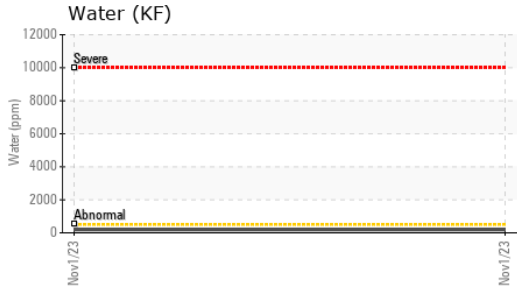 Water (KF)
12000
Severe
10000
8000
Water (ppm)
6000
4000
2000
Abnormal
0
Nov1/23
Nov1/23